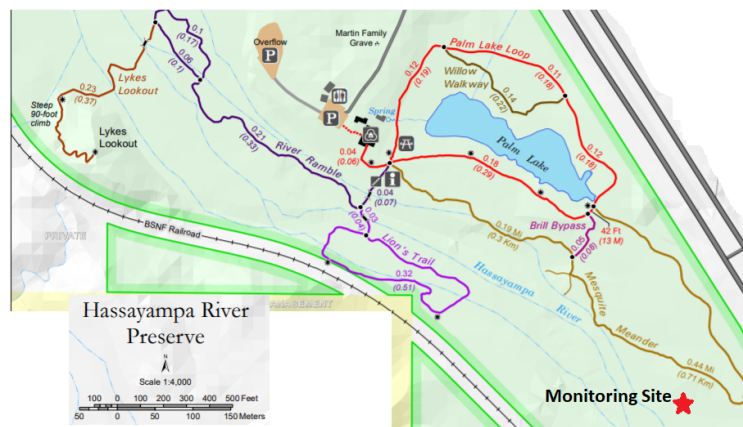 Overflow
P
Martin Family
Grave
0.1
(0.17)
0.06
(0.1)
Palm Lake Loop
0.12
(0.19)
0.11
(0.18)
Willow
Walkway
0.14
(0.22)
0.23
(0.37)
Lykes
Lookout
Steep
90-foot
climb
Lykes
Lookout
P
Spring
0.21
(0.33)
River Ramble
0.04
(0.06)
0.12
(0.18)
Palm Lake
0.18
(0.29)
0.04
(0.07)
0.03
(0.04)
Brill Bypass
42 Ft
(13 M)
0.05
(0.08)
0.19 Mi
(0.3 Km)
PRIVATE
BSNF Railroad
Lion's Trail
0.32
(0.51)
Hassayampa
River
Mesquite
Meander
0.44 Mi
(0.71 Km)
MANAGEMENT
Hassayampa River
Preserve
N
Scale 1:4,000
100 0 100 200 300 400 500 Feet
50 0 50 100 150 Meters
Monitoring Site